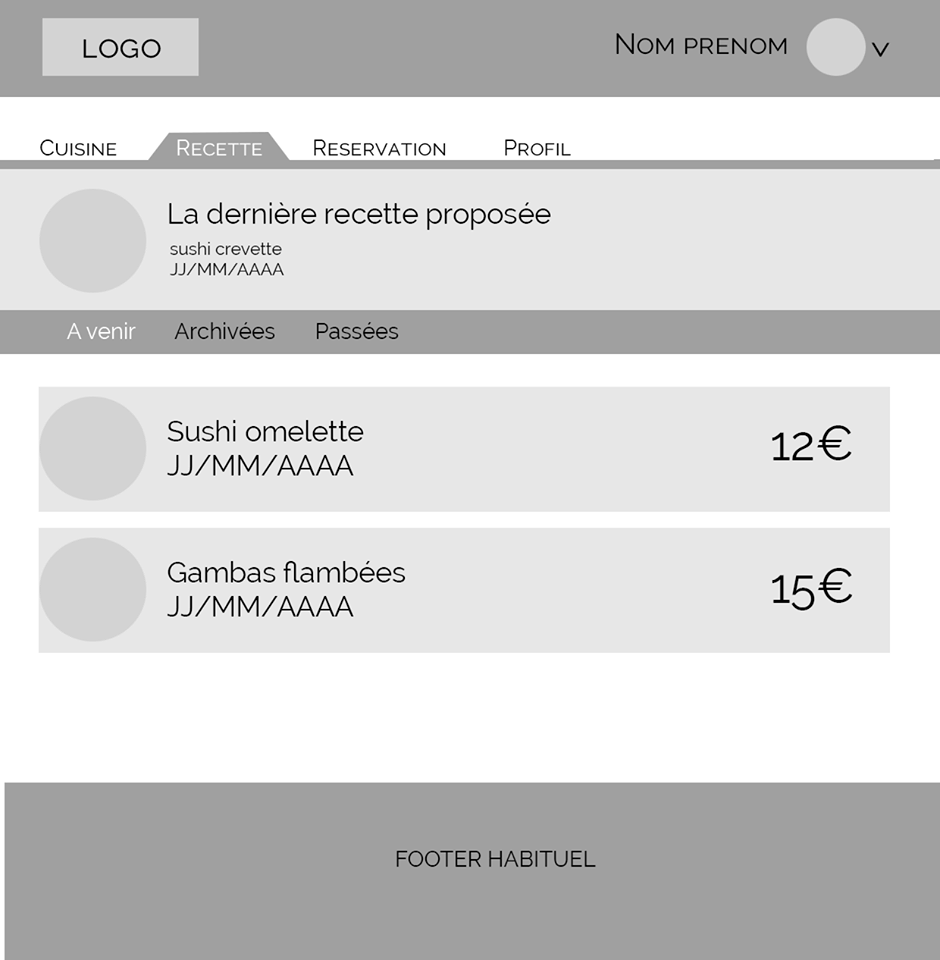 LOGO
Nom prenom
Cuisine Recette Reservation Profil
La dernière recette proposée
sushi crevette
JJ/MM/AAAA
A venir Archivées Passées
Sushi omelette
JJ/MM/AAAA
12€
Gambas flambées
JJ/MM/AAAA
15€
FOOTER HABITUEL